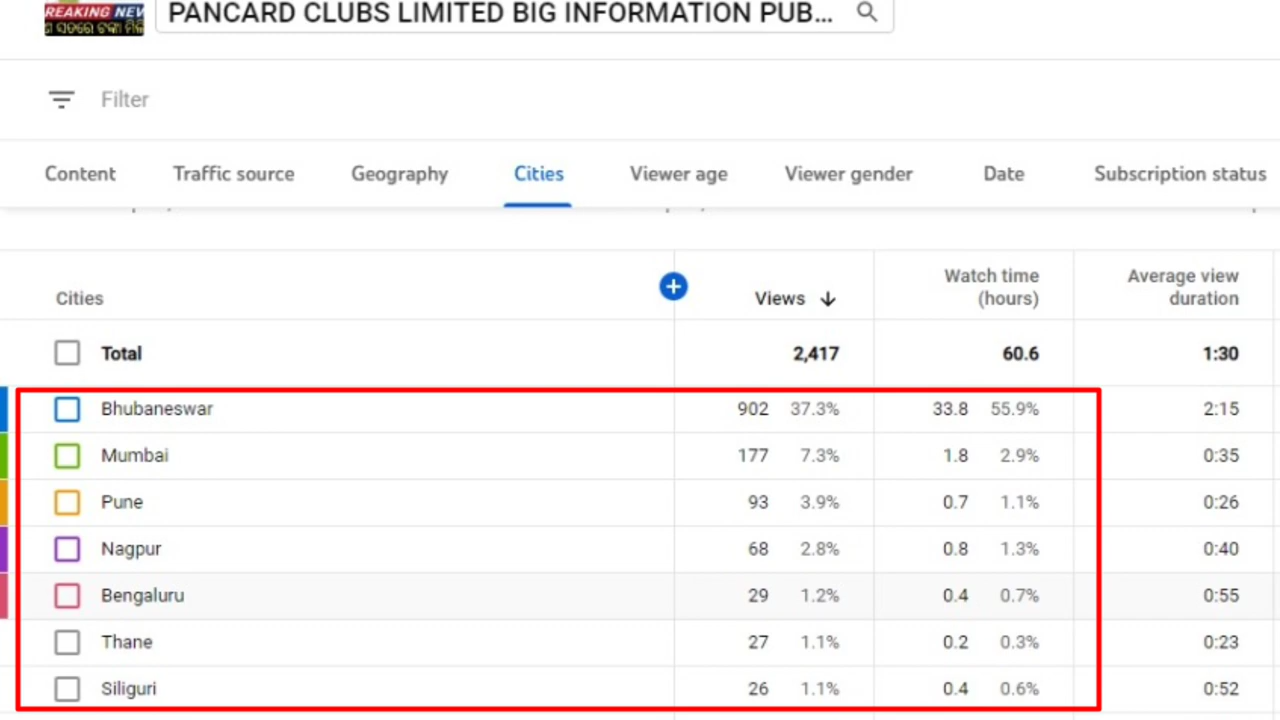 REAKING NEV
PANCARD CLUBS LIMITED BIG INFORMATION PUB...
ସତରେ ଟଙ୍କା
Filter
Content Traffic source Geography Cities Viewer age Viewer gender Date Subscription status
Cities Views Watch time (hours) Average view duration
Total 2,417 60.6 1:30
Bhubaneswar 902 37.3% 33.8 55.9% 2:15
Mumbai 177 7.3% 1.8 2.9% 0:35
Pune 93 3.9% 0.7 1.1% 0:26
Nagpur 68 2.8% 0.8 1.3% 0:40
Bengaluru 29 1.2% 0.4 0.7% 0:55
Thane 27 1.1% 0.2 0.3% 0:23
Siliguri 26 1.1% 0.4 0.6% 0:52